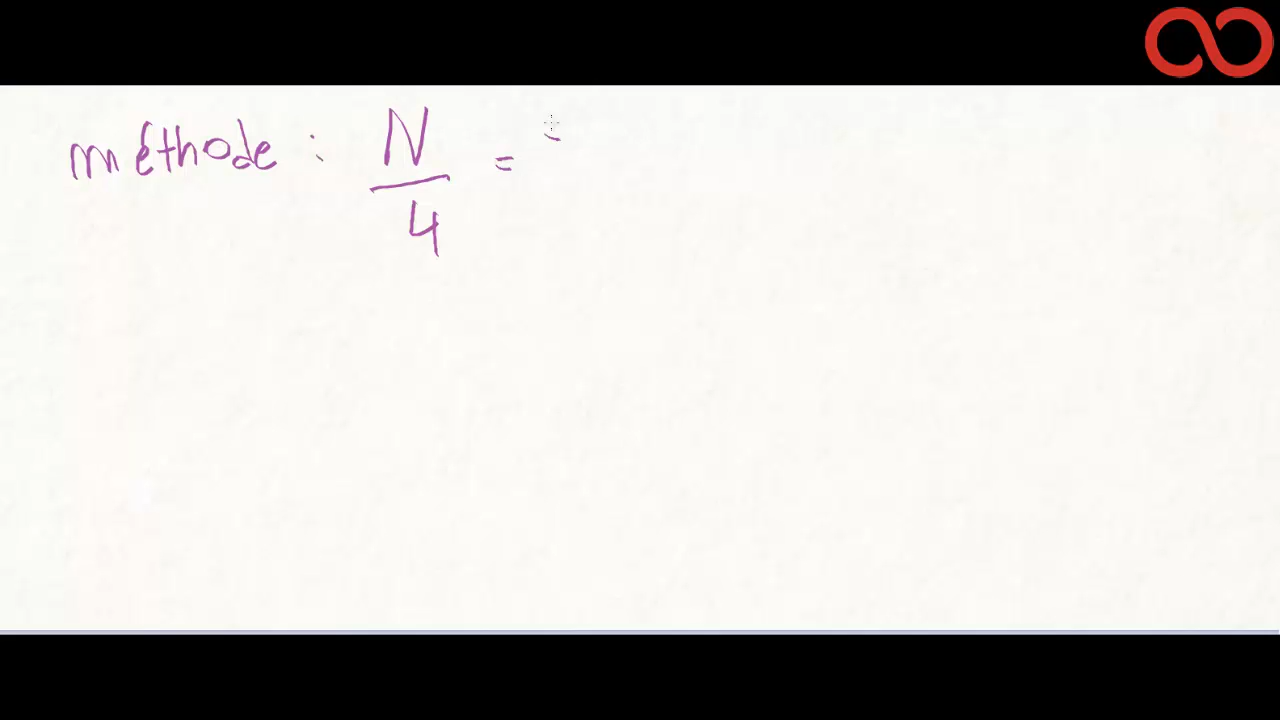 méthode : N/4 =